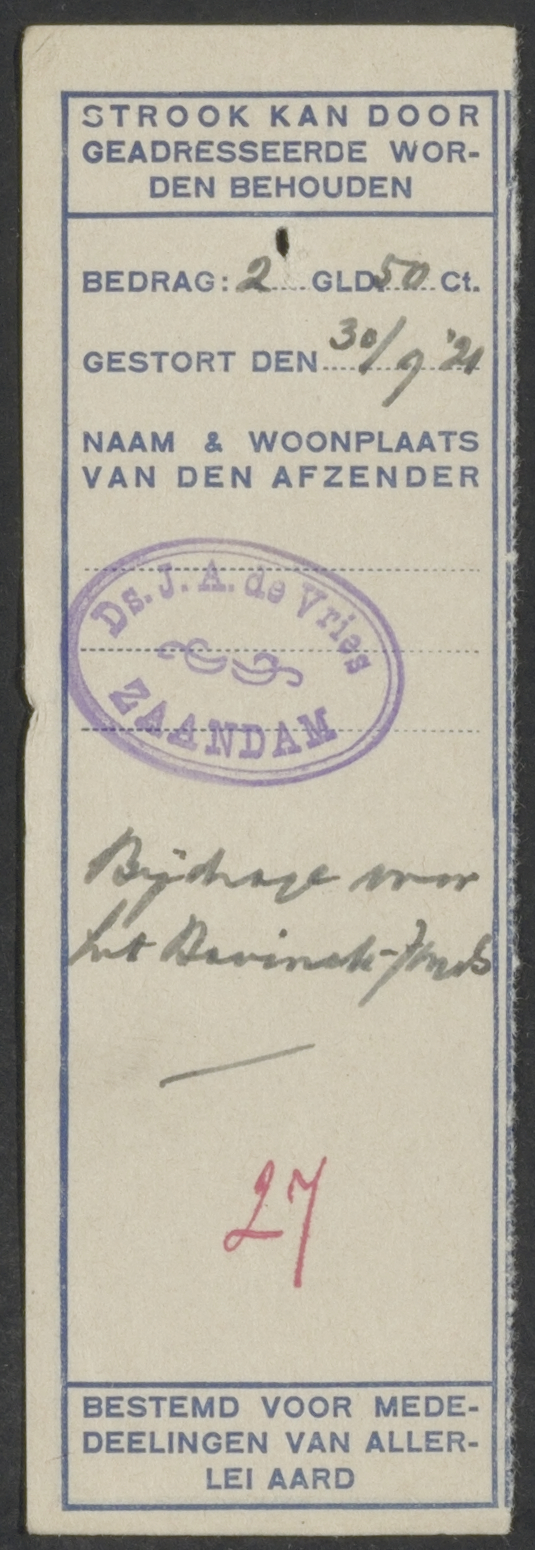 STROOK KAN DOOR
GEADRESSEERDE WOR-
DEN BEHOUDEN
BEDRAG: 2 GLD. 50 Ct.
GESTORT DEN 30/9 '21
NAAM & WOONPLAATS
VAN DEN AFZENDER
Ds. J. A. de Vries
ZAANDAM
Bijdrage voor
het Bavinck-fonds
27
BESTEMD VOOR MEDE-
DEELINGEN VAN ALLER-
LEI AARD